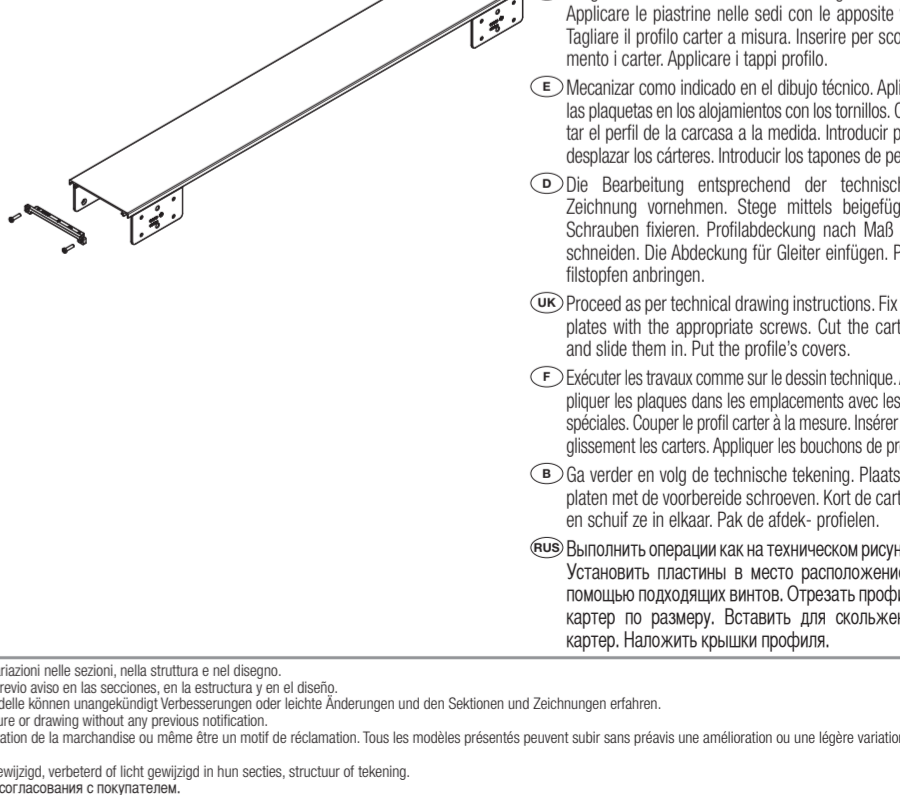 Applicare le piastrine nelle sedi con le apposite
Tagliare il profilo carter a misura. Inserire per sco
mento i carter. Applicare i tappi profilo.
E Mecanizar como indicado en el dibujo técnico. Apli
las plaquetas en los alojamientos con los tornillos. C
tar el perfil de la carcasa a la medida. Introducir p
desplazar los cárteres. Introducir los tapones de pe
D Die Bearbeitung entsprechend der technisch
Zeichnung vornehmen. Stege mittels beigefüg
Schrauben fixieren. Profilabdeckung nach Maß
schneiden. Die Abdeckung für Gleiter einfügen. P
filstopfen anbringen.
UK Proceed as per technical drawing instructions. Fix
plates with the appropriate screws. Cut the cart
and slide them in. Put the profile's covers.
F Exécuter les travaux comme sur le dessin technique. A
pliquer les plaques dans les emplacements avec les
spéciales. Couper le profil carter à la mesure. Insérer
glissement les carters. Appliquer les bouchons de pro
B Ga verder en volg de technische tekening. Plaats
platen met de voorbereide schroeven. Kort de cart
en schuif ze in elkaar. Pak de afdek- profielen.
RUS Выполнить операции как на техническом рисун
Установить пластины в место расположение
помощью подходящих винтов. Отрезать профи
картер по размеру. Вставить для скольжен
картер. Наложить крышки профиля.
ariazioni nelle sezioni, nella struttura e nel disegno.
revio aviso en las secciones, en la estructura y en el diseño.
delle können unangekündigt Verbesserungen oder leichte Änderungen und den Sektionen und Zeichnungen erfahren.
ure or drawing without any previous notification.
ation de la marchandise ou même être un motif de réclamation. Tous les modèles présentés peuvent subir sans préavis une amélioration ou une légère variation
ewijzigd, verbeterd of licht gewijzigd in hun secties, structuur of tekening.
согласования с покупателем.